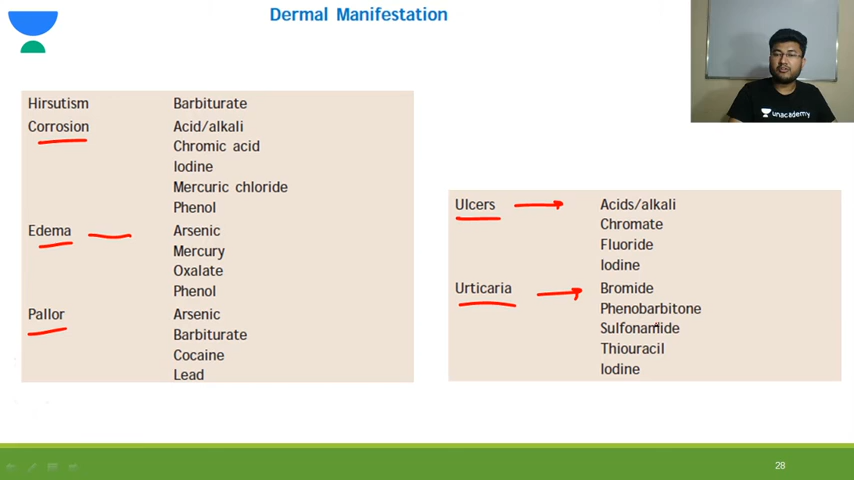 Dermal Manifestation
unacademy
Hirsutism Barbiturate
Corrosion Acid/alkali
Chromic acid
Iodine
Mercuric chloride
Phenol
Edema Arsenic
Mercury
Oxalate
Phenol
Pallor Arsenic
Barbiturate
Cocaine
Lead
Ulcers Acids/alkali
Chromate
Fluoride
Iodine
Urticaria Bromide
Phenobarbitone
Sulfonamide
Thiouracil
Iodine
28